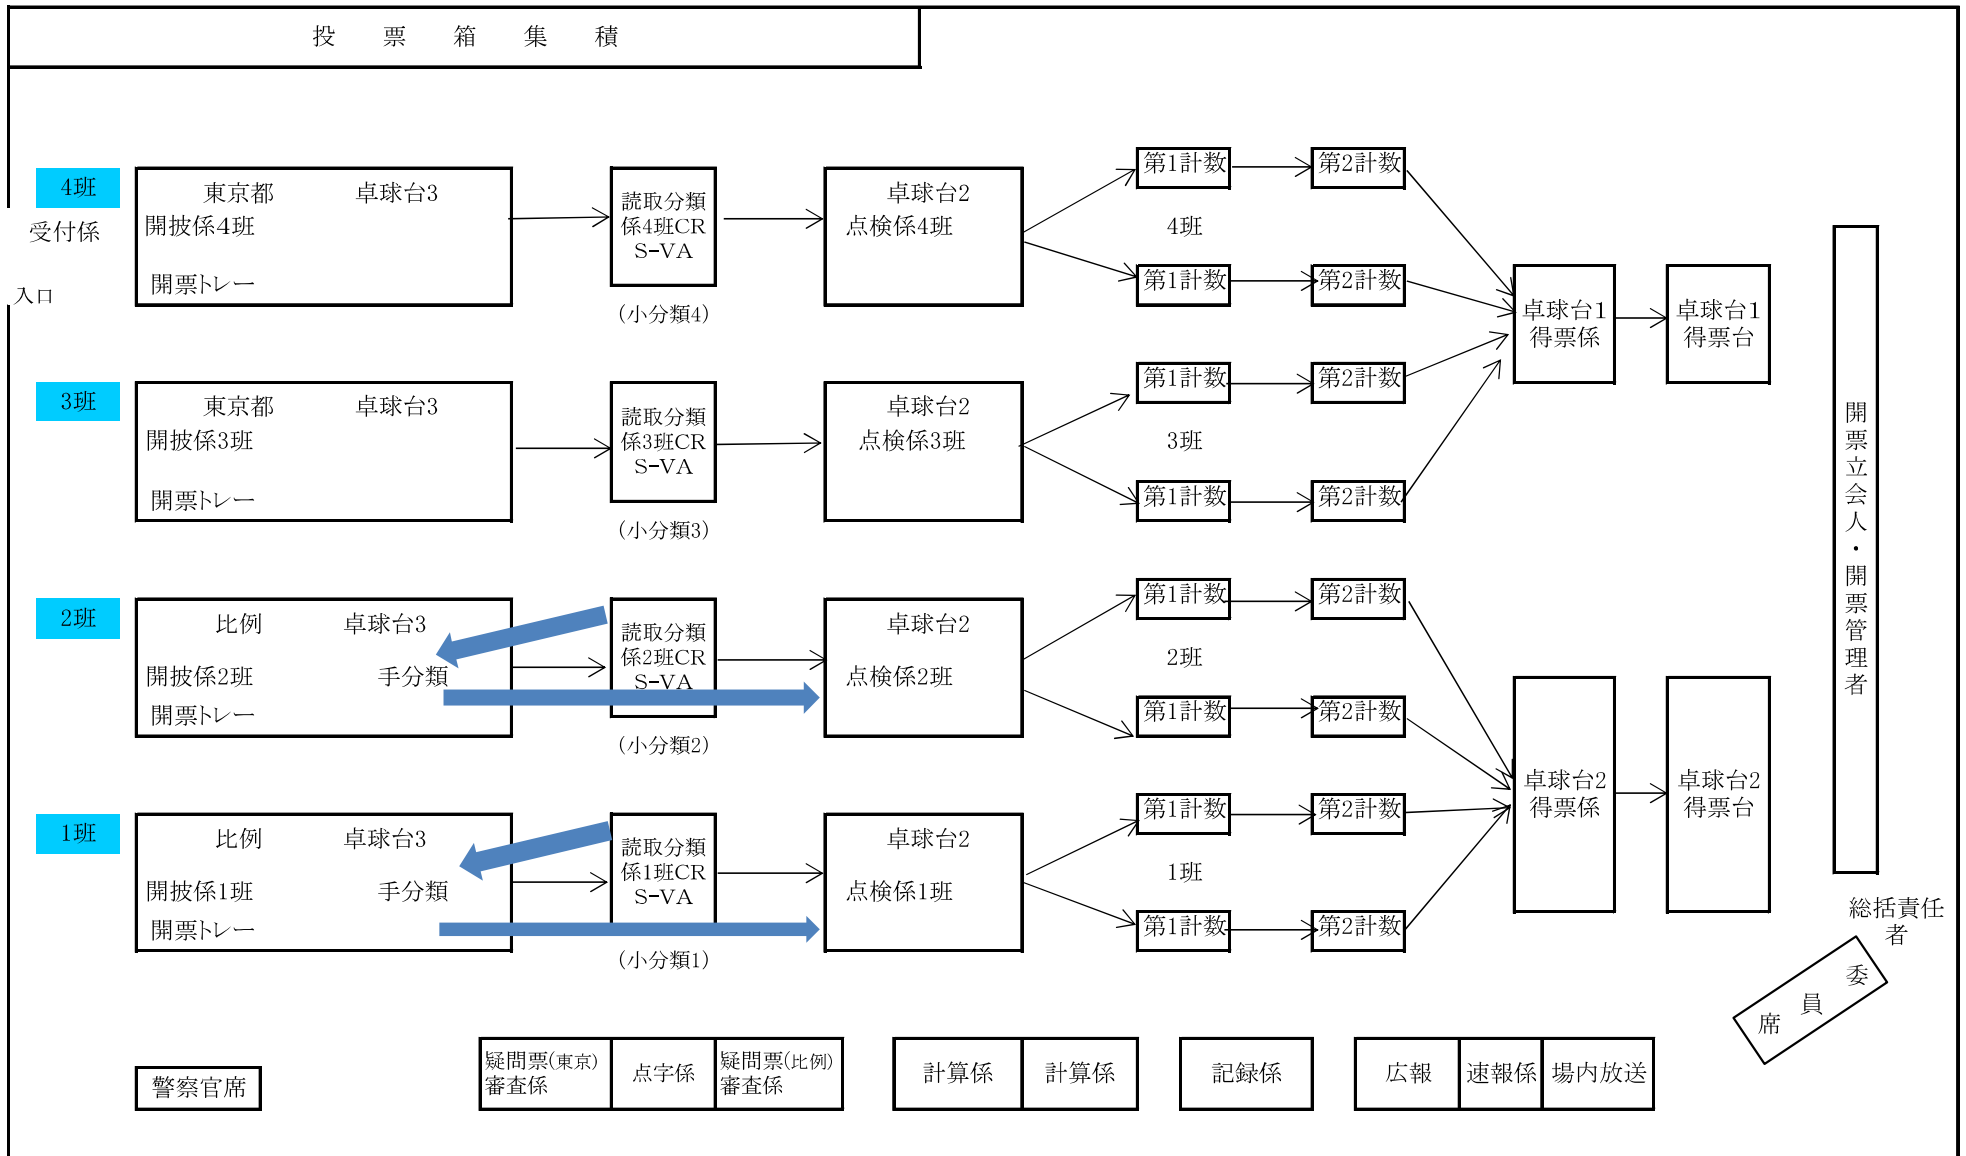 投票箱集積
4班
受付係
入口
東京都 卓球台3
開披係4班
開票トレー
読取分類
係4班CR
S-VA
(小分類4)
卓球台2
点検係4班
第1計数
第2計数
4班
第1計数
第2計数
3班
東京都 卓球台3
開披係3班
開票トレー
読取分類
係3班CR
S-VA
(小分類3)
卓球台2
点検係3班
第1計数
第2計数
3班
第1計数
第2計数
卓球台1
得票係
卓球台1
得票台
2班
比例 卓球台3
開披係2班 手分類
開票トレー
読取分類
係2班CR
S-VA
(小分類2)
卓球台2
点検係2班
第1計数
第2計数
2班
第1計数
第2計数
1班
比例 卓球台3
開披係1班 手分類
開票トレー
読取分類
係1班CR
S-VA
(小分類1)
卓球台2
点検係1班
第1計数
第2計数
1班
第1計数
第2計数
卓球台2
得票係
卓球台2
得票台
開票立会人・開票管理者
総括責任
者
委員席
警察官席
疑問票(東京)
審査係
点字係
疑問票(比例)
審査係
計算係
計算係
記録係
広報
速報係
場内放送